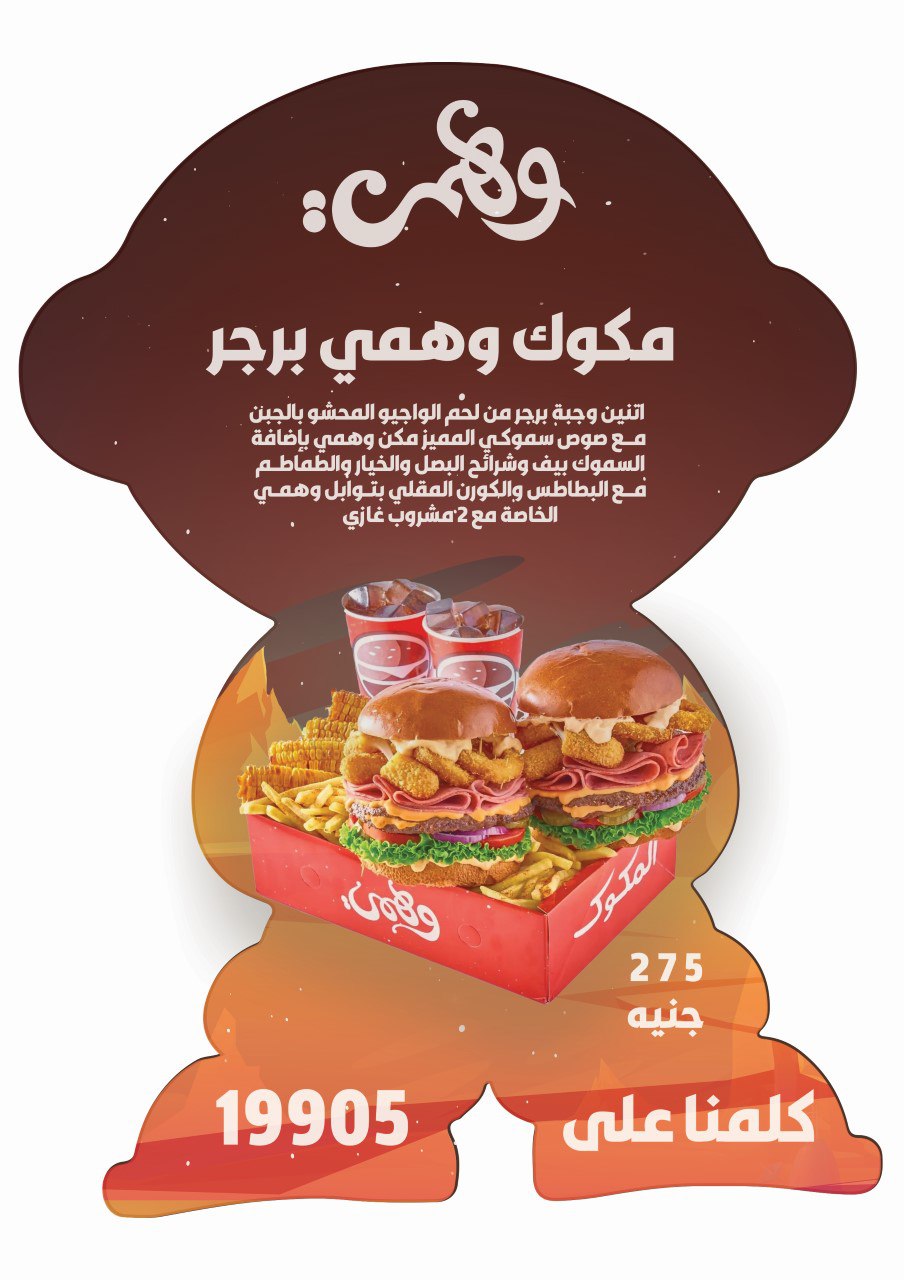 وهمي
مكوك وهمي برجر
اتنين وجبة برجر من لحم الواجيو المحشو بالجبن
مع صوص سموكي المميز مكن وهمي بإضافة
السموك بيف وشرائح البصل والخيار والطماطم
مع البطاطس والكورن المقلي بتوابل وهمي
الخاصة مع 2 مشروب غازي
وهمي
المكوك
275
جنيه
كلمنا على
19905